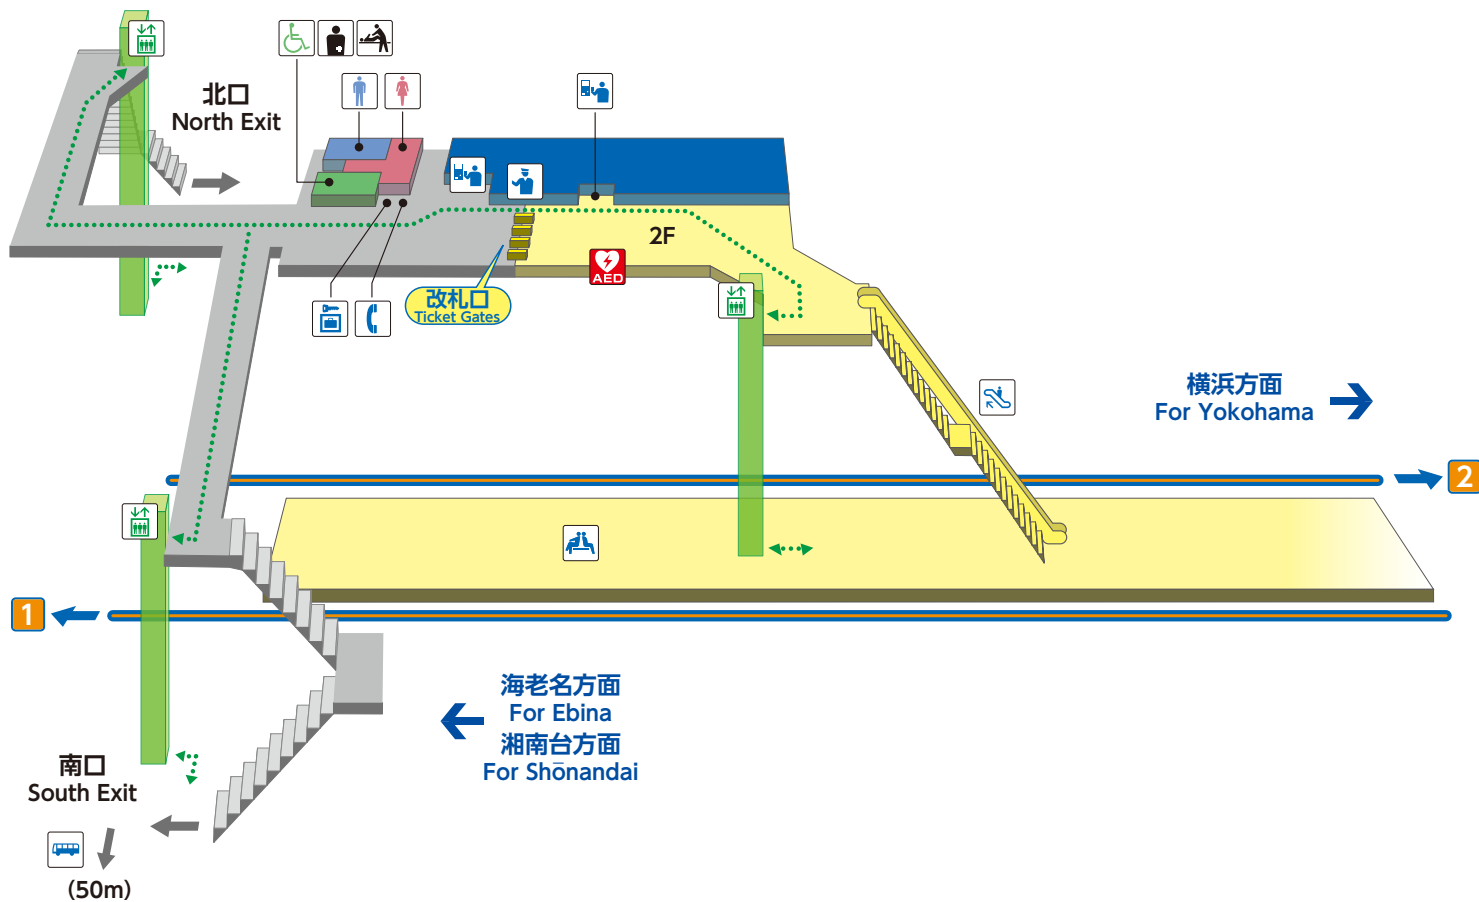 北口
North Exit
2F
AED
改札口
Ticket Gates
横浜方面
For Yokohama
2
1
海老名方面
For Ebina
湘南台方面
For Shōnandai
南口
South Exit
(50m)